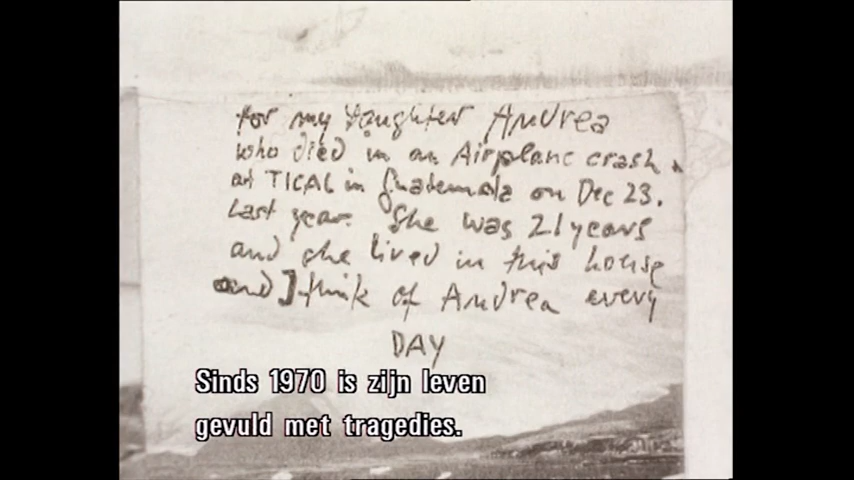 for my Daughter Andrea
who died in an Airplane crash
at TICAL in Guatemala on Dec 23.
Last year. She was 21 years
and she lived in this house
and I think of Andrea every
DAY
Sinds 1970 is zijn leven
gevuld met tragedies.